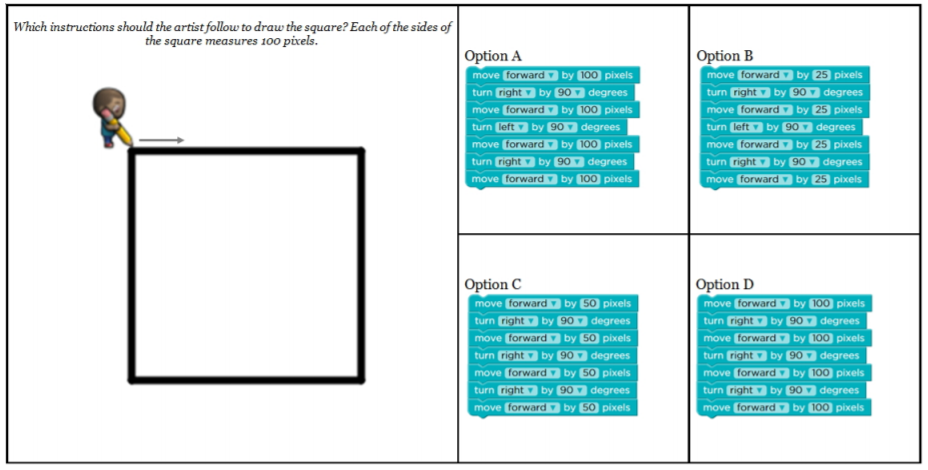 Which instructions should the artist follow to draw the square? Each of the sides of
the square measures 100 pixels.
Option A
move forward by 100 pixels
turn right by 90 degrees
move forward by 100 pixels
turn left by 90 degrees
move forward by 100 pixels
turn right by 90 degrees
move forward by 100 pixels
Option B
move forward by 25 pixels
turn right by 90 degrees
move forward by 25 pixels
turn left by 90 degrees
move forward by 25 pixels
turn right by 90 degrees
move forward by 25 pixels
Option C
move forward by 50 pixels
turn right by 90 degrees
move forward by 50 pixels
turn right by 90 degrees
move forward by 50 pixels
turn right by 90 degrees
move forward by 50 pixels
Option D
move forward by 100 pixels
turn right by 90 degrees
move forward by 100 pixels
turn right by 90 degrees
move forward by 100 pixels
turn right by 90 degrees
move forward by 100 pixels